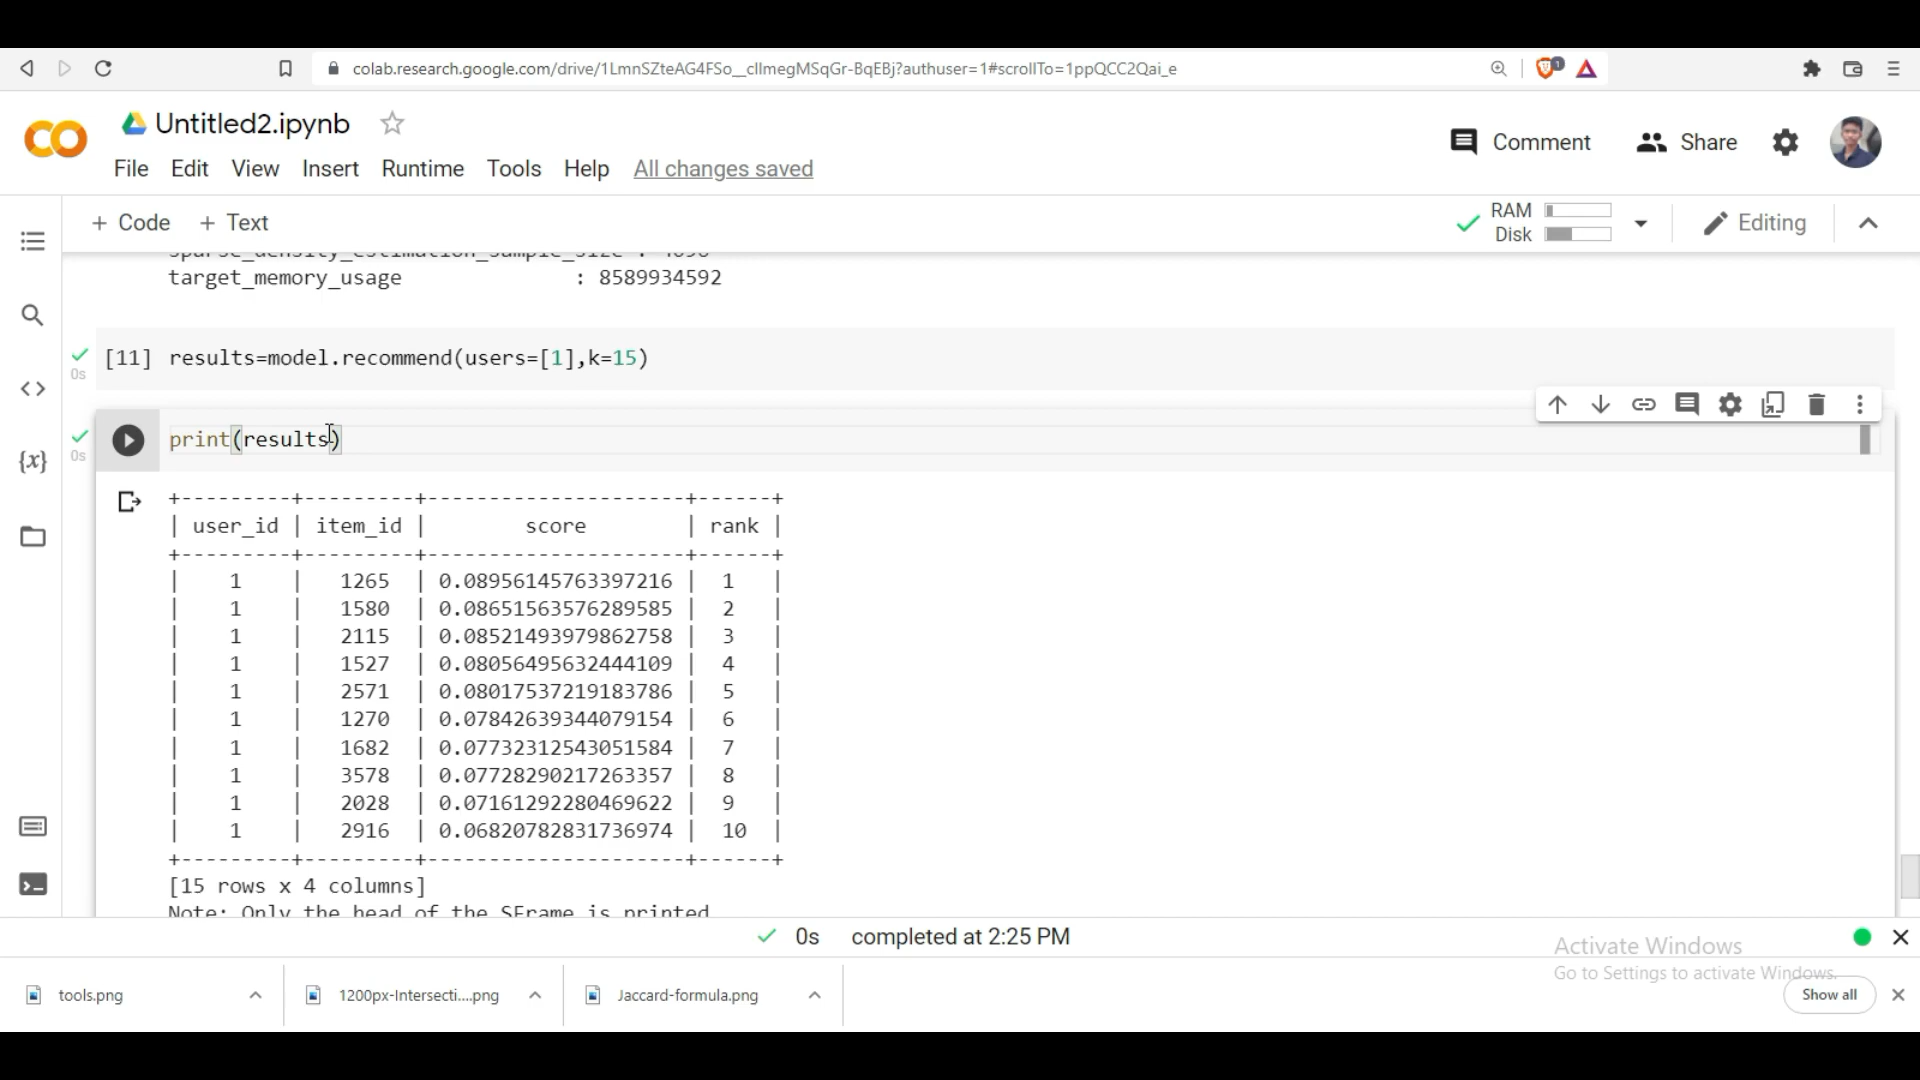 colab.research.google.com/drive/1LmnSZteAG4FSo__cllmegMSqGr-BqEBj?authuser=1#scrollTo=1ppQCC2Qai_e
1
Untitled2.ipynb
Comment
Share
File Edit View Insert Runtime Tools Help All changes saved
+ Code + Text
RAM
Disk
Editing
sparse_density_estimation_sample_size : 4096
target_memory_usage : 8589934592
0s
[11] results=model.recommend(users=[1],k=15)
0s
print(results)
{x}
+---------+---------+---------------------+------+
| user_id | item_id | score | rank |
+---------+---------+---------------------+------+
| 1 | 1265 | 0.08956145763397216 | 1 |
| 1 | 1580 | 0.08651563576289585 | 2 |
| 1 | 2115 | 0.08521493979862758 | 3 |
| 1 | 1527 | 0.08056495632444109 | 4 |
| 1 | 2571 | 0.08017537219183786 | 5 |
| 1 | 1270 | 0.07842639344079154 | 6 |
| 1 | 1682 | 0.07732312543051584 | 7 |
| 1 | 3578 | 0.07728290217263357 | 8 |
| 1 | 2028 | 0.07161292280469622 | 9 |
| 1 | 2916 | 0.06820782831736974 | 10 |
+---------+---------+---------------------+------+
[15 rows x 4 columns]
Note: Only the head of the SFrame is printed
0s completed at 2:25 PM
Activate Windows
Go to Settings to activate Windows.
tools.png
1200px-Intersecti....png
Jaccard-formula.png
Show all